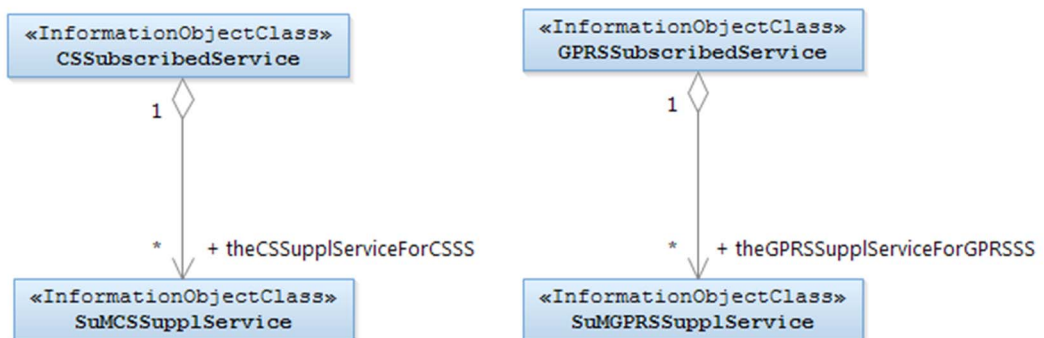 «InformationObjectClass»
CSSubscribedService
1
*
+ theCSSupplServiceForCSSS
«InformationObjectClass»
SuMCSSupplService
«InformationObjectClass»
GPRSSubscribedService
1
*
+ theGPRSSupplServiceForGPRSSS
«InformationObjectClass»
SuMGPRSSupplService